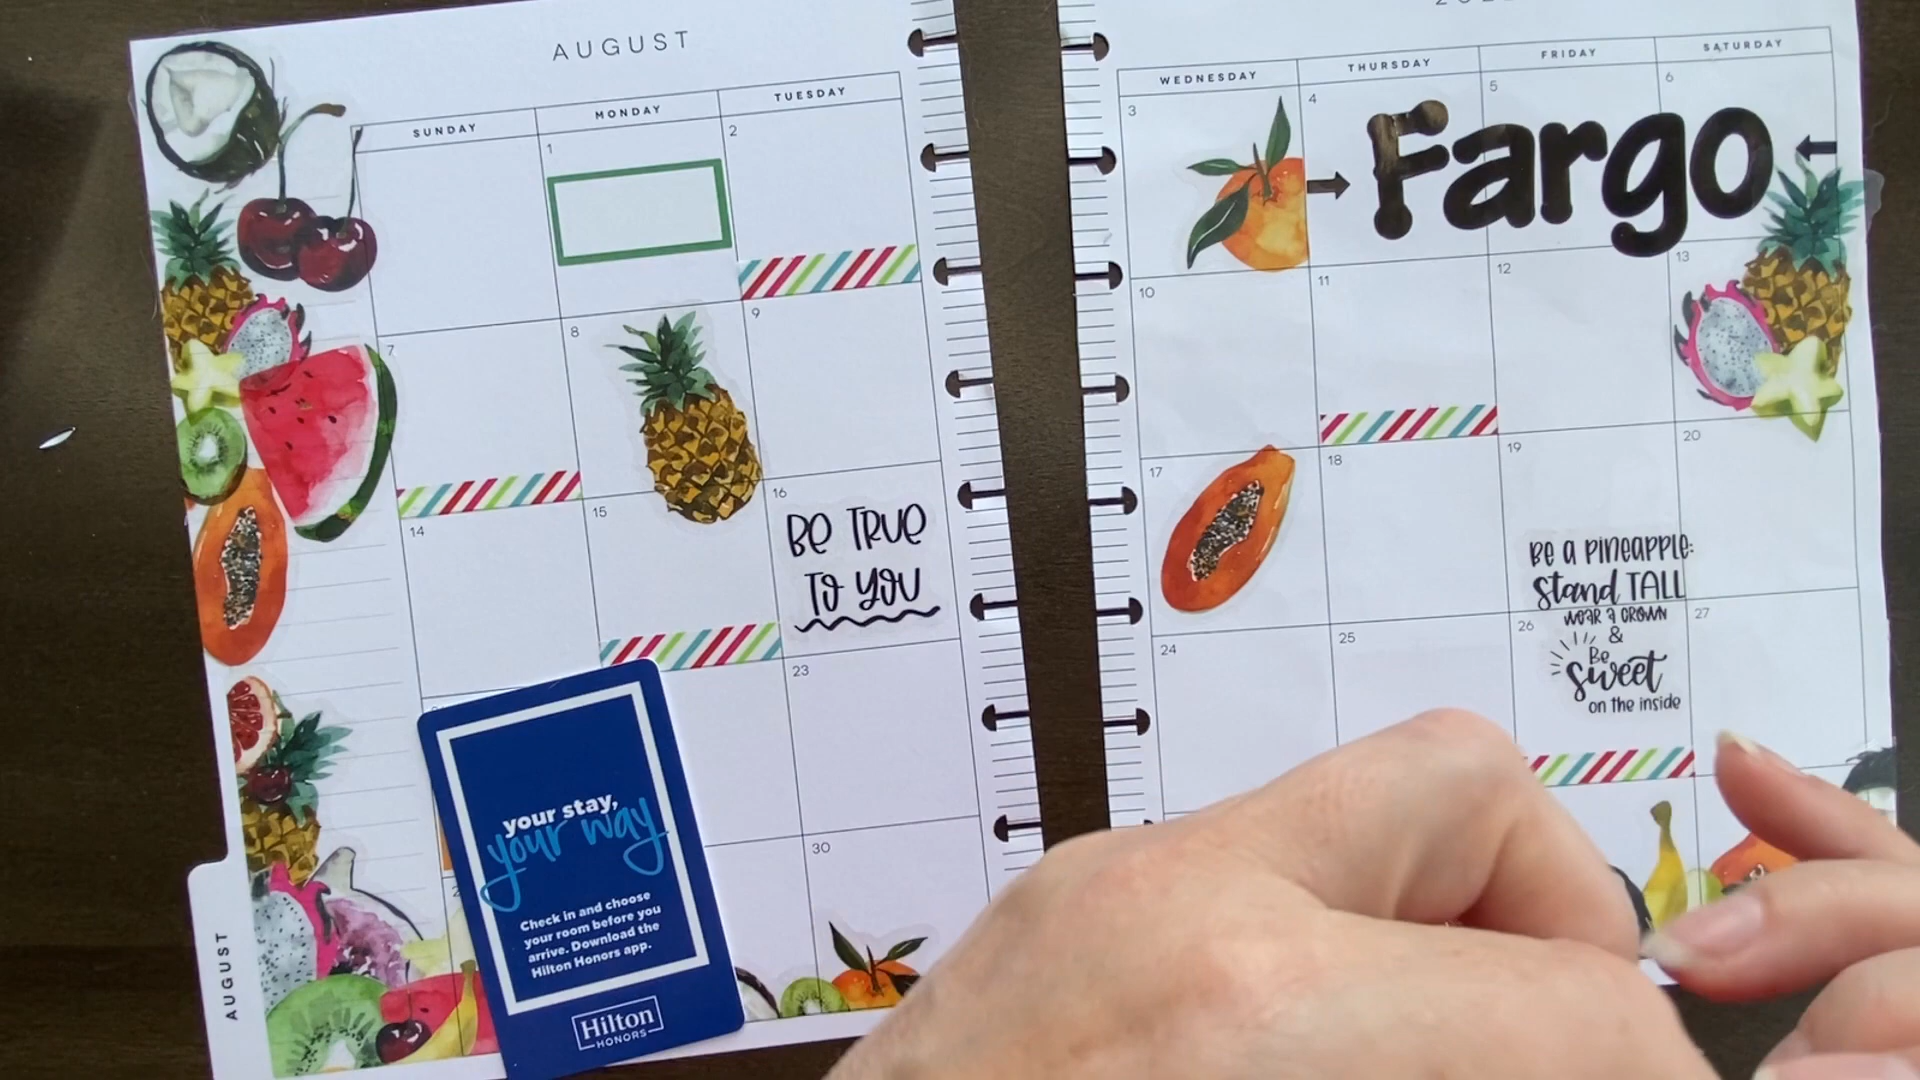 AUGUST
SUNDAY MONDAY TUESDAY
1 2
7 8 9
14 15 16
BE TRUE
TO YOU
23
30
your stay,
your way
Check in and choose
your room before you
arrive. Download the
Hilton Honors app.
Hilton
HONORS
AUGUST
WEDNESDAY THURSDAY FRIDAY SATURDAY
3 4 5 6
Fargo
10 11 12 13
17 18 19 20
Be a Pineapple:
Stand TALL
wear a crown
&
Be
Sweet
on the inside
24 25 26 27